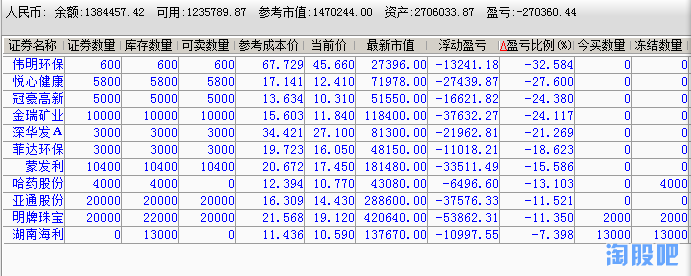 人民币: 余额:1384457.42 可用:1235789.87 参考市值:1470244.00 资产:2706033.87 盈亏:-270360.44
证券名称 证券数量 库存数量 可卖数量 参考成本价 当前价 最新市值 浮动盈亏 △盈亏比例(%) 今买数量 冻结数量
伟明环保 600 600 600 67.729 45.660 27396.00 -13241.18 -32.584 0 0
悦心健康 5800 5800 5800 17.141 12.410 71978.00 -27439.87 -27.600 0 0
冠豪高新 5000 5000 5000 13.634 10.310 51550.00 -16621.82 -24.380 0 0
金瑞矿业 10000 10000 10000 15.603 11.840 118400.00 -37632.29 -24.117 0 0
深华发A 3000 3000 3000 34.421 27.100 81300.00 -21962.81 -21.269 0 0
菲达环保 3000 3000 3000 19.723 16.050 48150.00 -11018.21 -18.623 0 0
蒙发利 10400 10400 10400 20.672 17.450 181480.00 -33511.49 -15.586 0 0
哈药股份 4000 4000 0 12.394 10.770 43080.00 -6496.60 -13.103 0 4000
亚通股份 20000 20000 20000 16.309 14.430 288600.00 -37576.33 -11.521 0 0
明牌珠宝 20000 22000 20000 21.568 19.120 420640.00 -53862.31 -11.350 2000 2000
湖南海利 0 13000 0 11.436 10.590 137670.00 -10997.55 -7.398 13000 13000
淘股吧